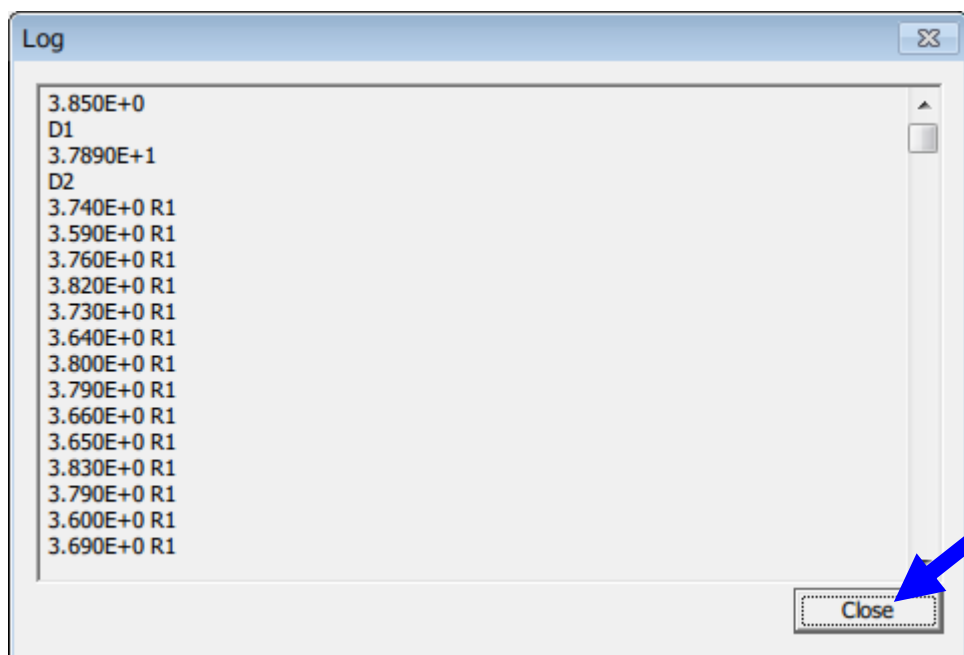 Log
3.850E+0
D1
3.7890E+1
D2
3.740E+0 R1
3.590E+0 R1
3.760E+0 R1
3.820E+0 R1
3.730E+0 R1
3.640E+0 R1
3.800E+0 R1
3.790E+0 R1
3.660E+0 R1
3.650E+0 R1
3.830E+0 R1
3.790E+0 R1
3.600E+0 R1
3.690E+0 R1
Close